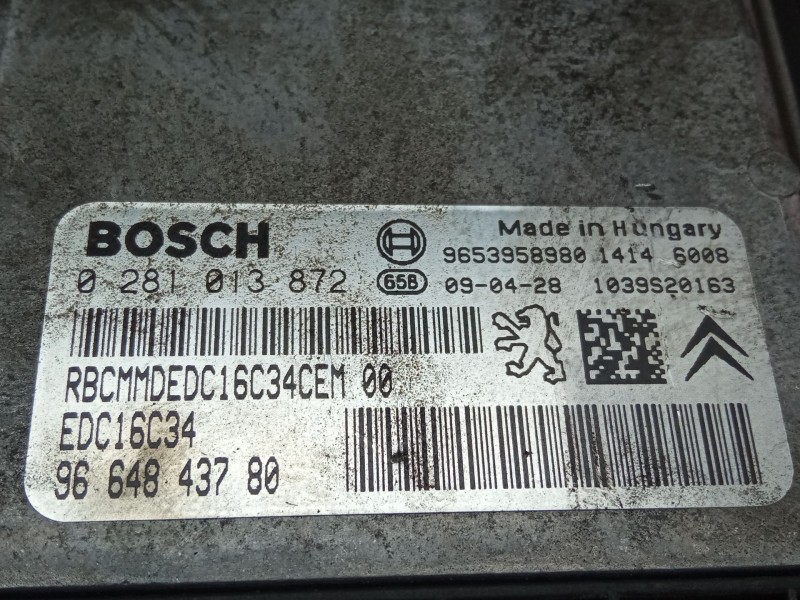 BOSCH
Made in Hungary
9653958980 1414 6008
0 281 013 872
65B
09-04-28 1039S20163
RBCMMDEDC16C34CEM 00
EDC16C34
96 648 437 80